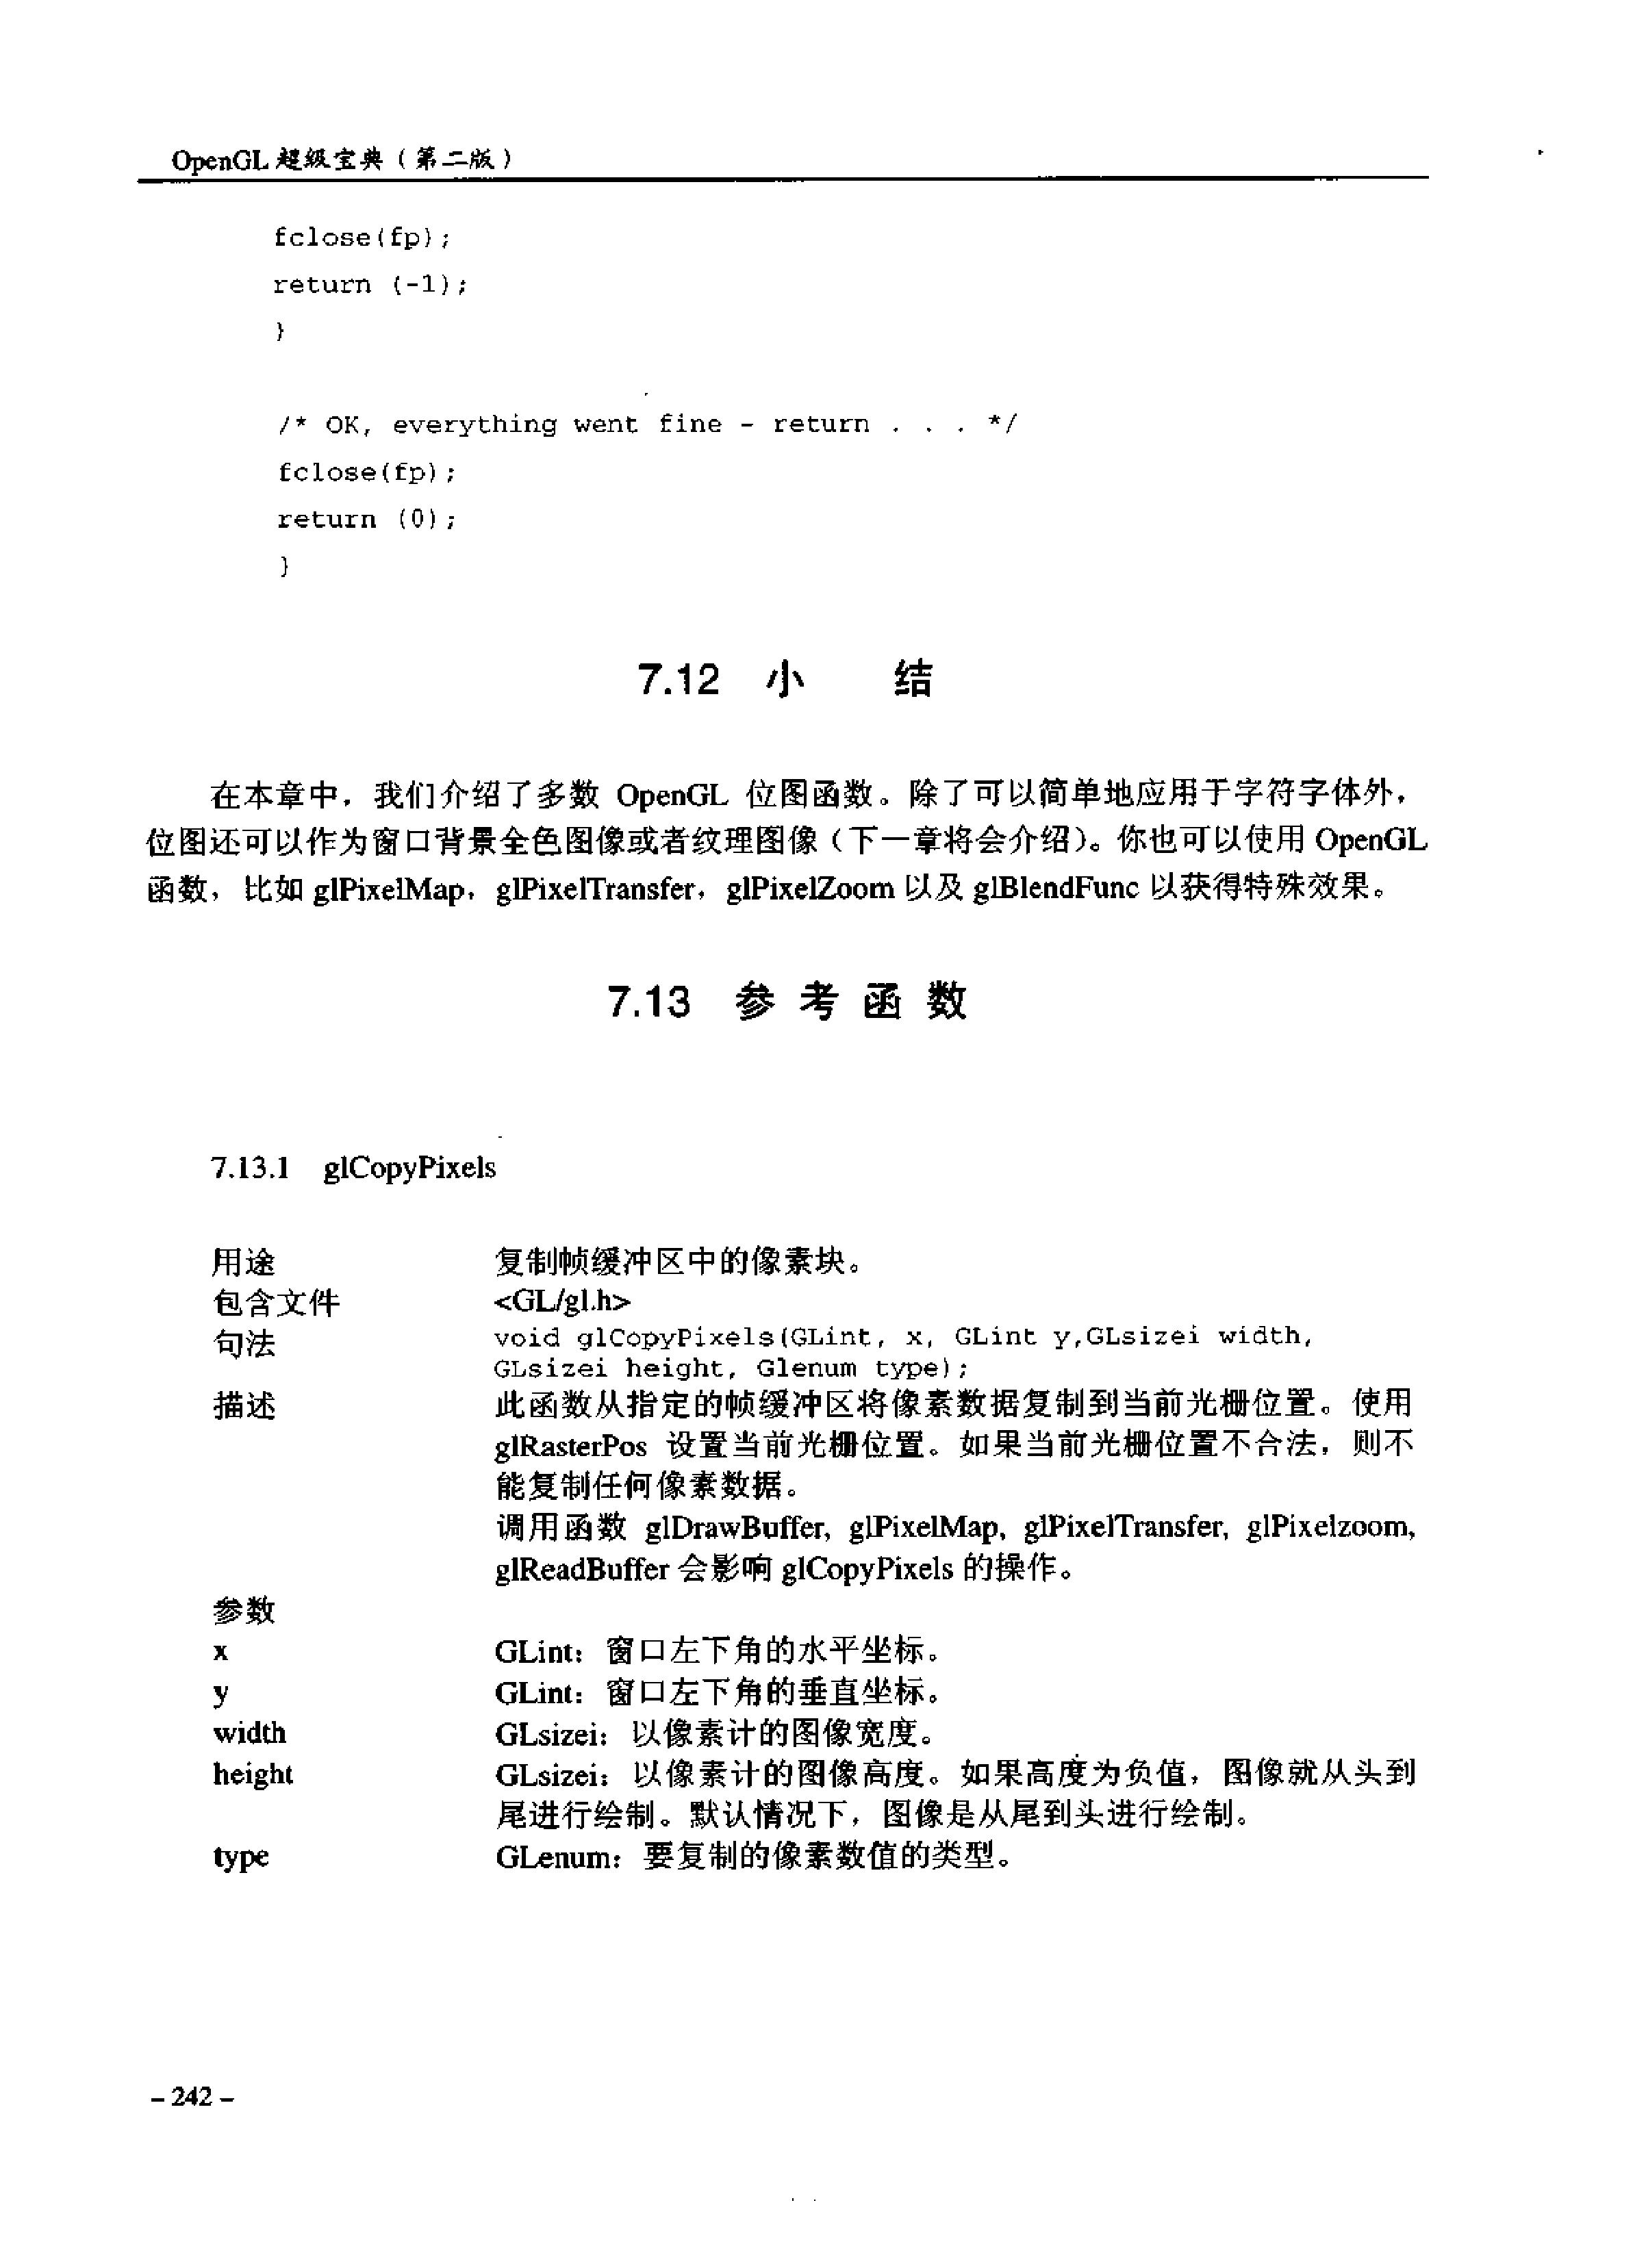 OpenGL 超级宝典（第二版）
fclose(fp);
return (-1);
}
/* OK, everything went fine - return . . . */
fclose(fp);
return (0);
}
7.12 小 结
在本章中，我们介绍了多数 OpenGL 位图函数。除了可以简单地应用于字符字体外，
位图还可以作为窗口背景全色图像或者纹理图像（下一章将会介绍）。你也可以使用 OpenGL
函数，比如 glPixelMap，glPixelTransfer，glPixelZoom 以及 glBlendFunc 以获得特殊效果。
7.13 参 考 函 数
7.13.1 glCopyPixels
用途 复制帧缓冲区中的像素块。
包含文件 <GL/gl.h>
句法 void glCopyPixels(GLint, x, GLint y,GLsizei width,
GLsizei height, Glenum type);
描述 此函数从指定的帧缓冲区将像素数据复制到当前光栅位置。使用
glRasterPos 设置当前光栅位置。如果当前光栅位置不合法，则不
能复制任何像素数据。
调用函数 glDrawBuffer, glPixelMap, glPixelTransfer, glPixelzoom,
glReadBuffer 会影响 glCopyPixels 的操作。
参数
x GLint：窗口左下角的水平坐标。
y GLint：窗口左下角的垂直坐标。
width GLsizei：以像素计的图像宽度。
height GLsizei：以像素计的图像高度。如果高度为负值，图像就从头到
尾进行绘制。默认情况下，图像是从尾到头进行绘制。
type GLenum：要复制的像素数值的类型。
- 242 -